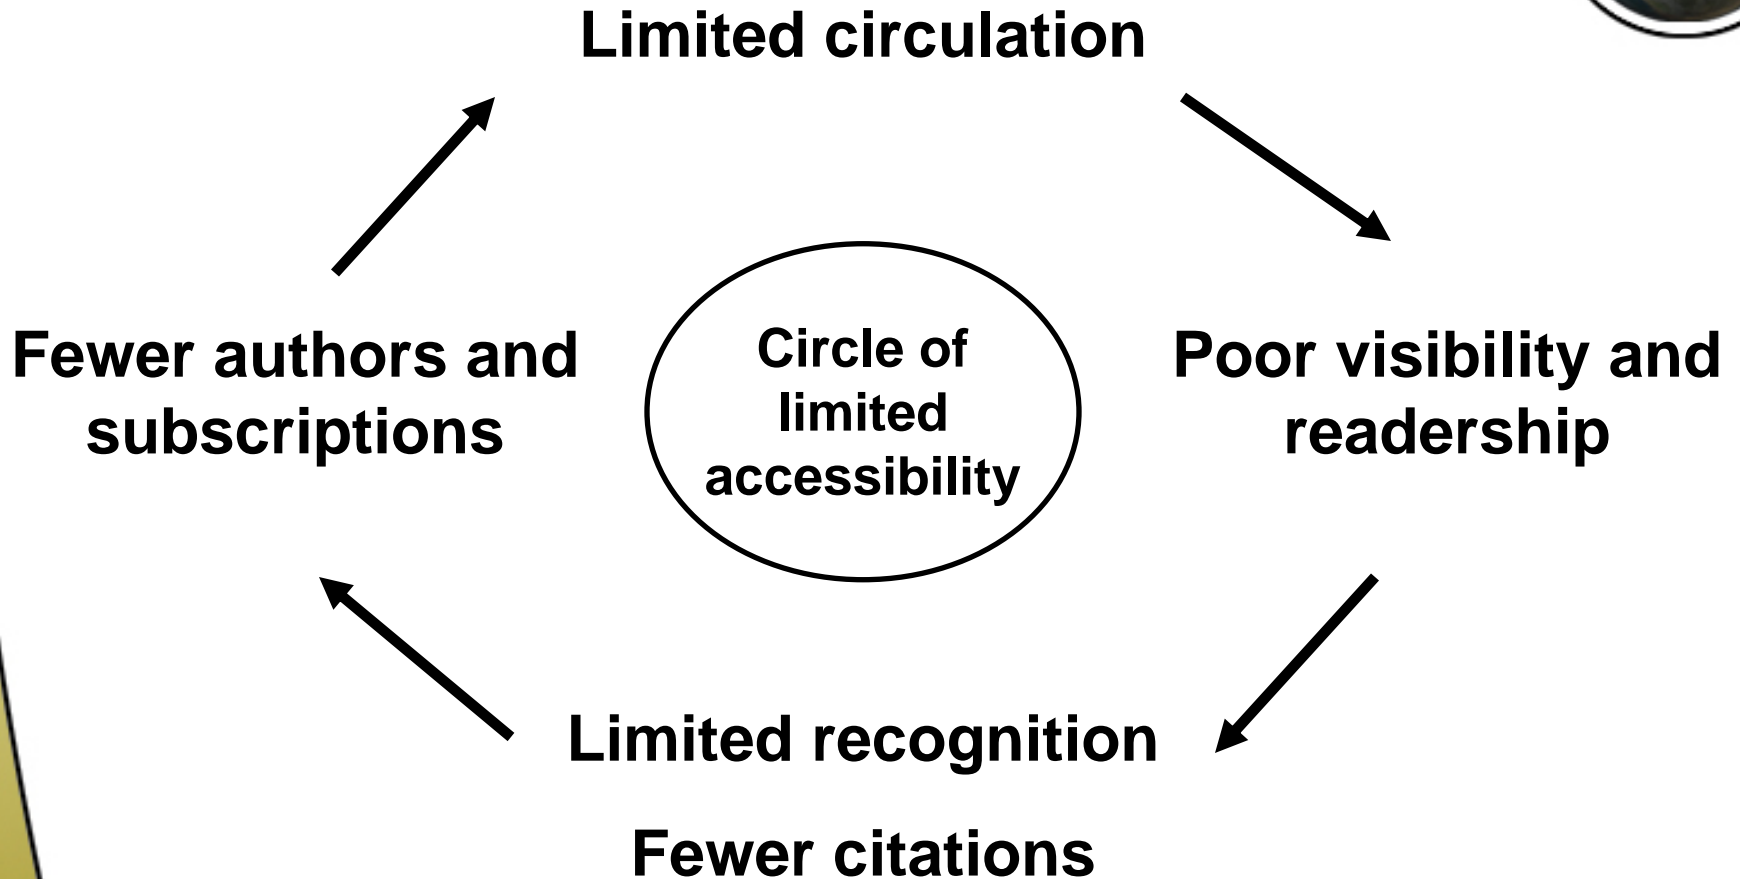 Limited circulation
Fewer authors and
subscriptions
Circle of
limited
accessibility
Poor visibility and
readership
Limited recognition
Fewer citations